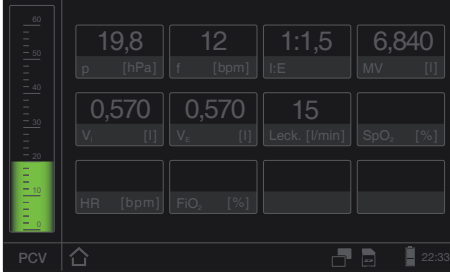 60
50
40
30
20
10
0
19,8 12 1:1,5 6,840
p [hPa] f [bpm] I:E MV [l]
0,570 0,570 15
Vᵢ [l] Vₑ [l] Leck. [l/min] SpO₂ [%]
HR [bpm] FiO₂ [%]
PCV 22:33